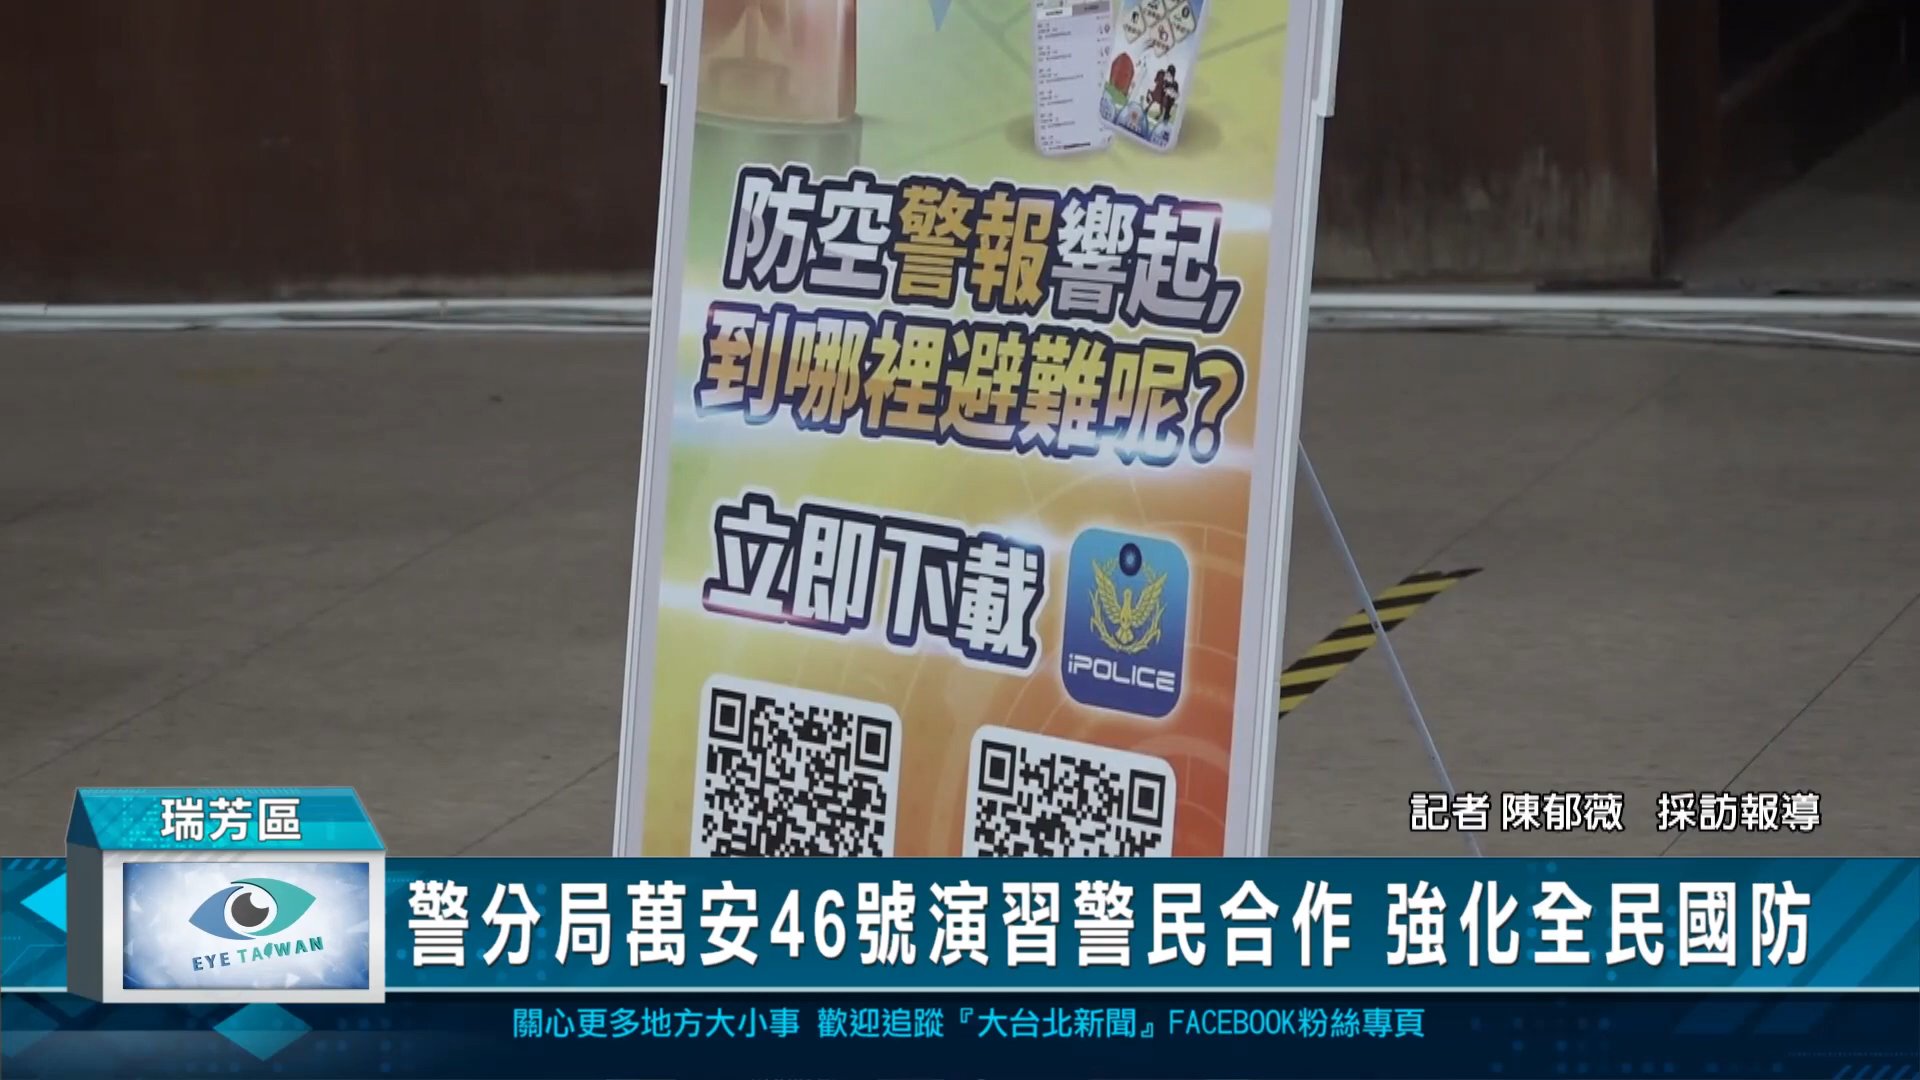 防空警報響起,
到哪裡避難呢?
立即下載
iPOLICE
記者 陳郁薇 採訪報導
瑞芳區
EYE TAIWAN
警分局萬安46號演習警民合作 強化全民國防
關心更多地方大小事 歡迎追蹤『大台北新聞』FACEBOOK粉絲專頁